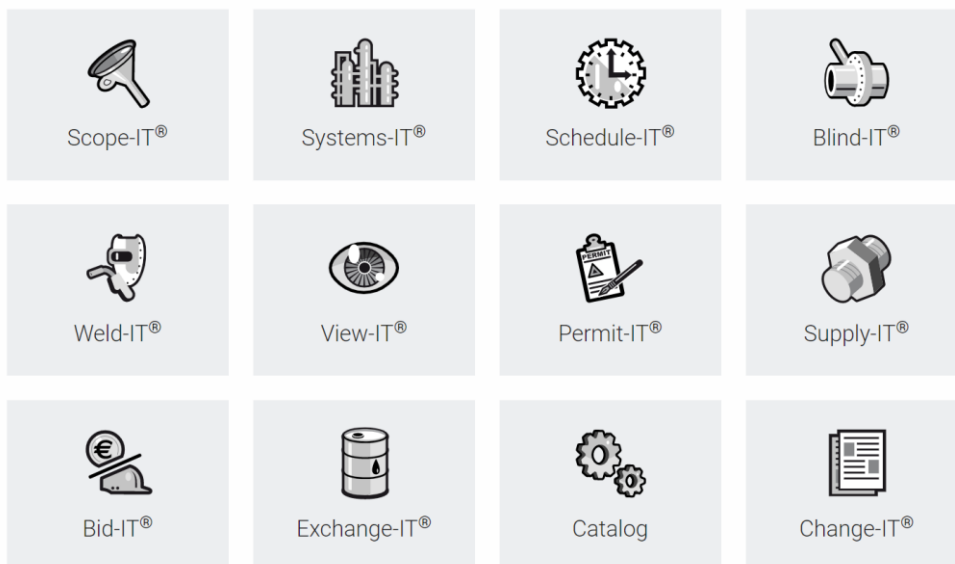 Scope-IT®
Systems-IT®
Schedule-IT®
Blind-IT®
Weld-IT®
View-IT®
PERMIT
Permit-IT®
Supply-IT®
€
Bid-IT®
Exchange-IT®
Catalog
Change-IT®